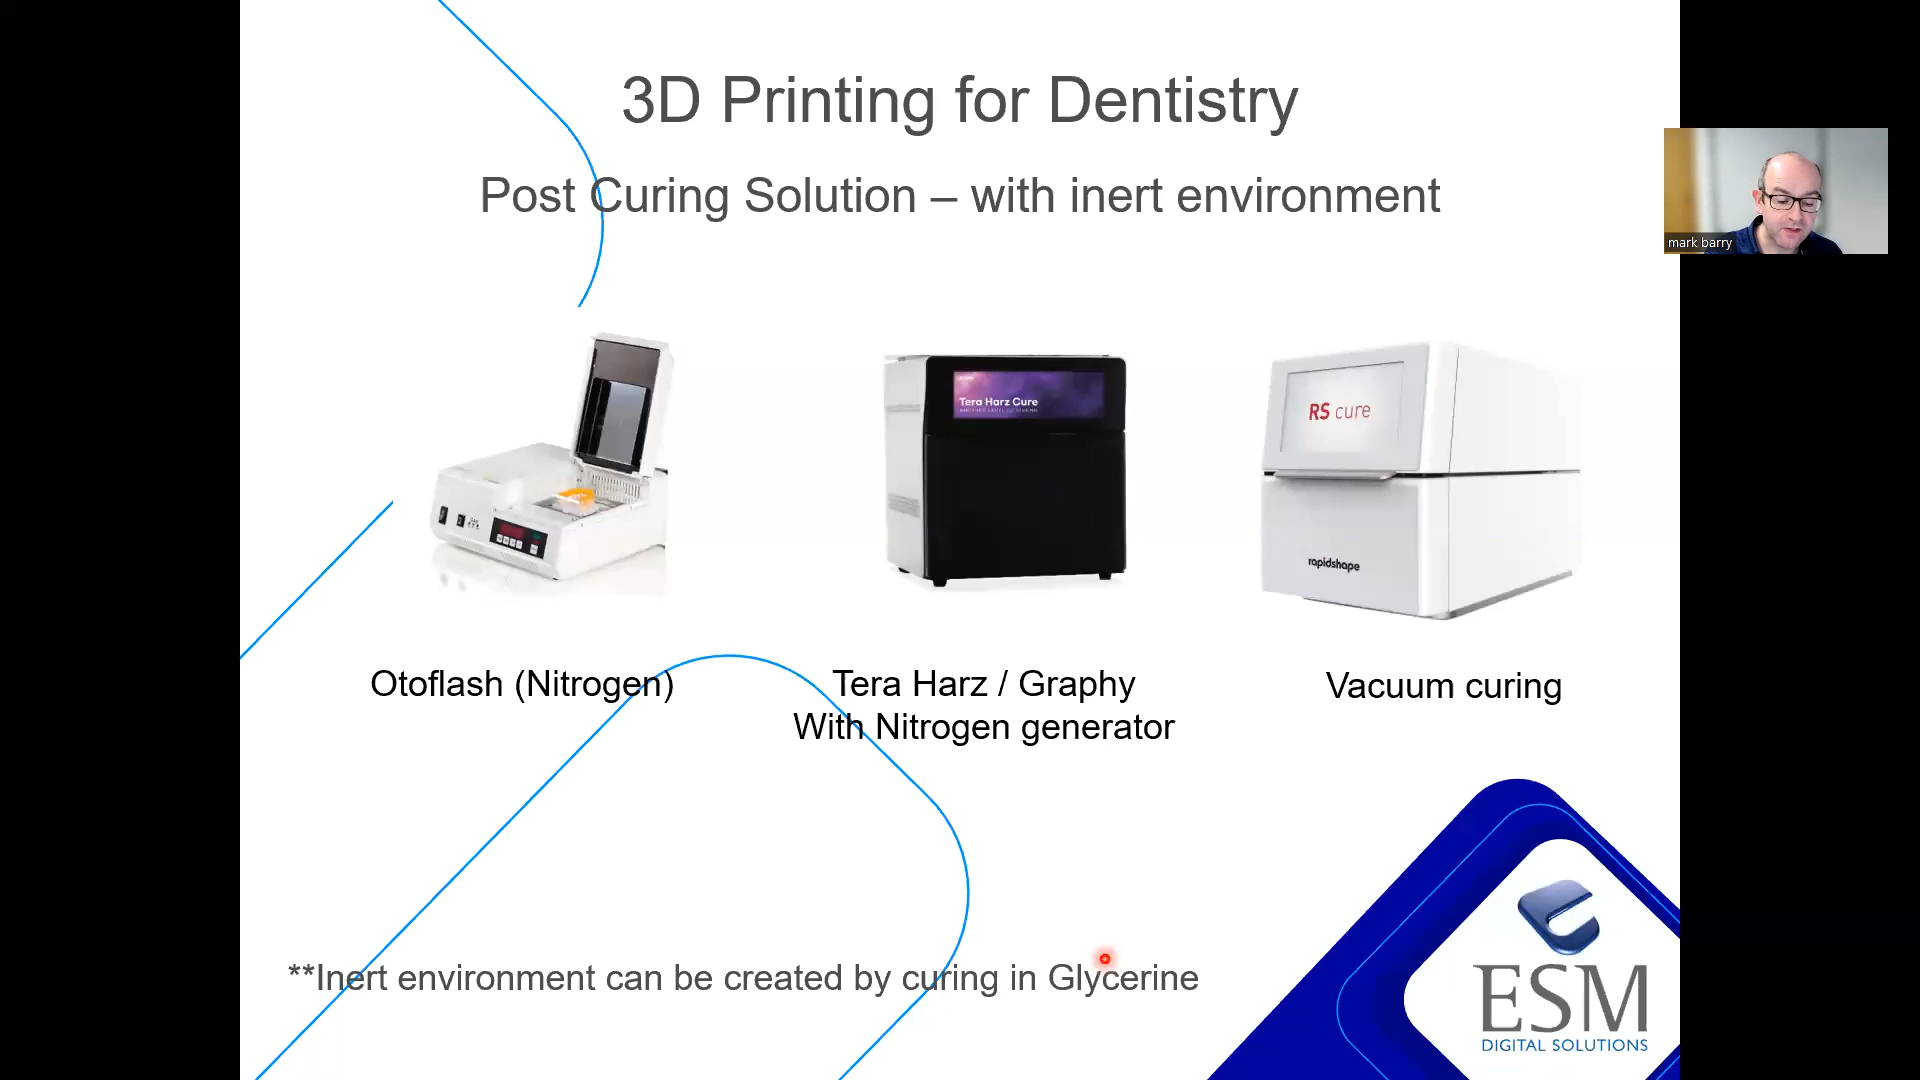 3D Printing for Dentistry
Post Curing Solution – with inert environment
mark barry
Tera Harz Cure
RS cure
rapidshape
Otoflash (Nitrogen)
Tera Harz / Graphy
With Nitrogen generator
Vacuum curing
**Inert environment can be created by curing in Glycerine
ESM
DIGITAL SOLUTIONS